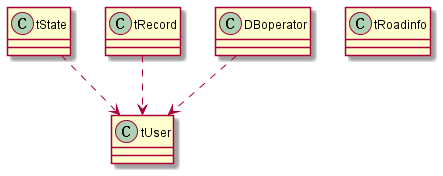 C tState
C tRecord
C DBoperator
C tRoadinfo
C tUser